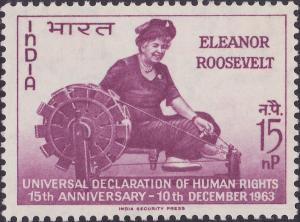 INDIA
भारत
ELEANOR
ROOSEVELT
न.पै.
15
nP
UNIVERSAL DECLARATION OF HUMAN RIGHTS
15th ANNIVERSARY-10th DECEMBER 1963
INDIA SECURITY PRESS